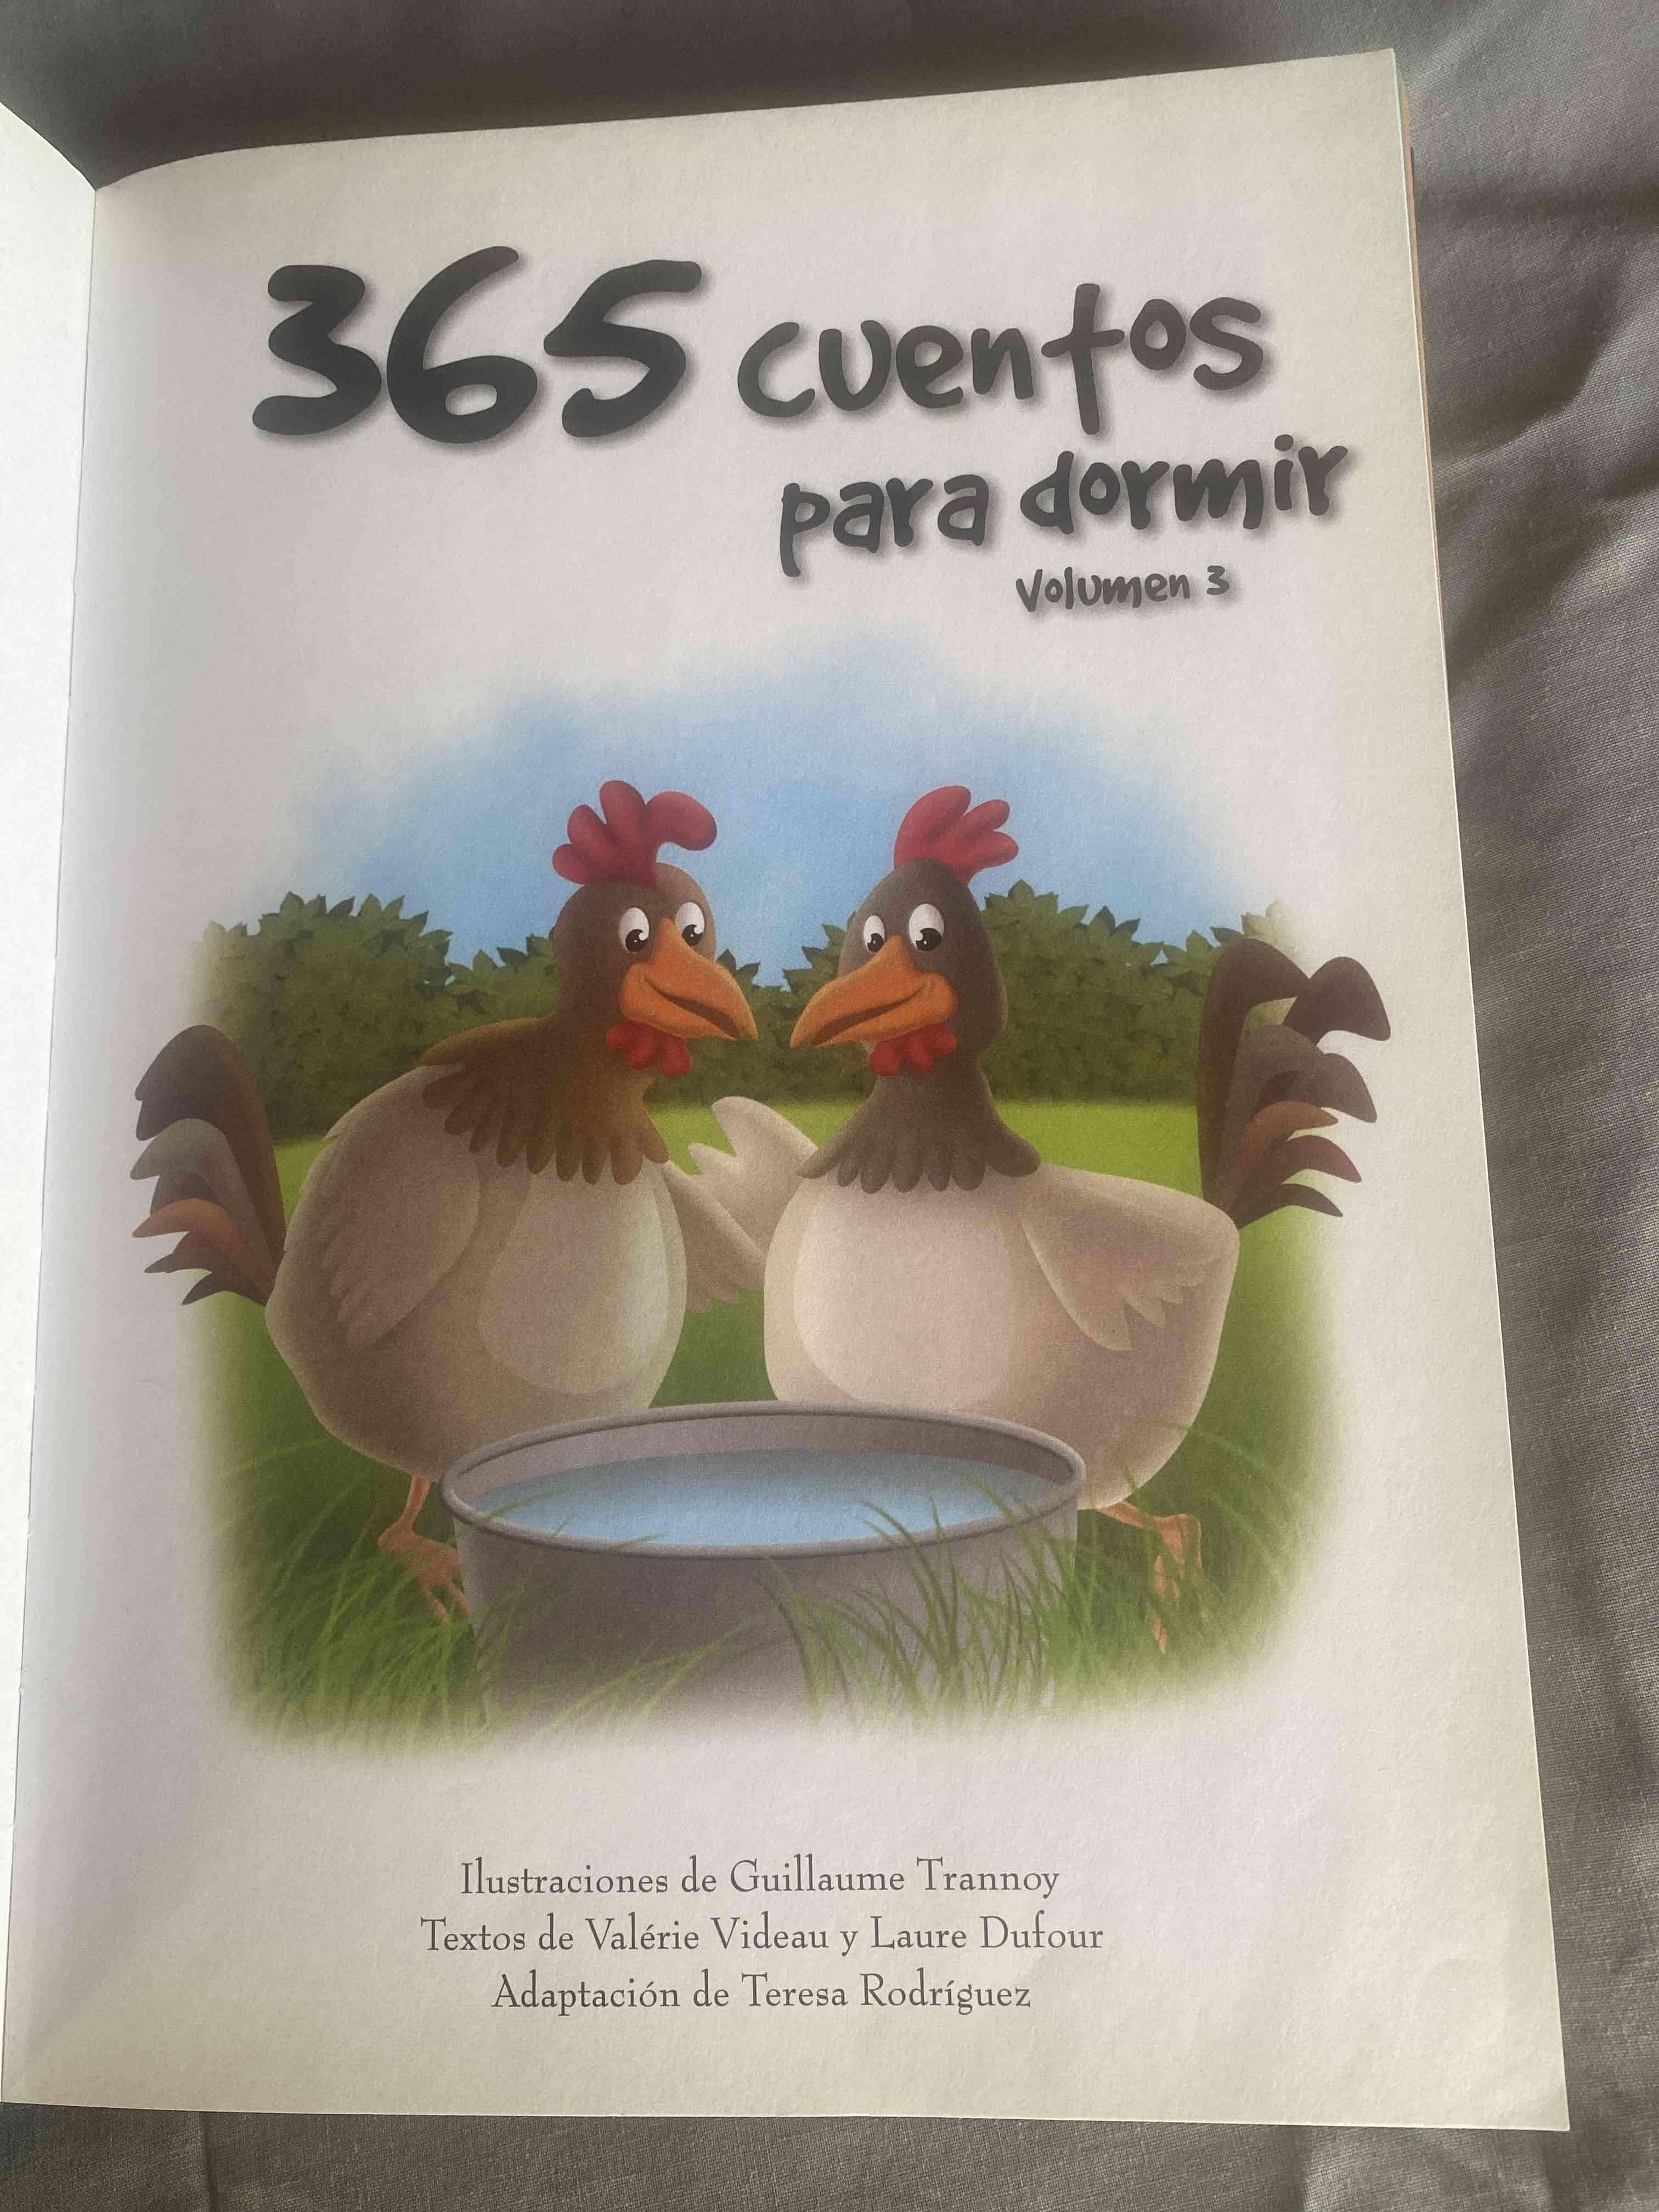 365 cuentos
para dormir
Volumen 3
Ilustraciones de Guillaume Trannoy
Textos de Valérie Videau y Laure Dufour
Adaptación de Teresa Rodríguez